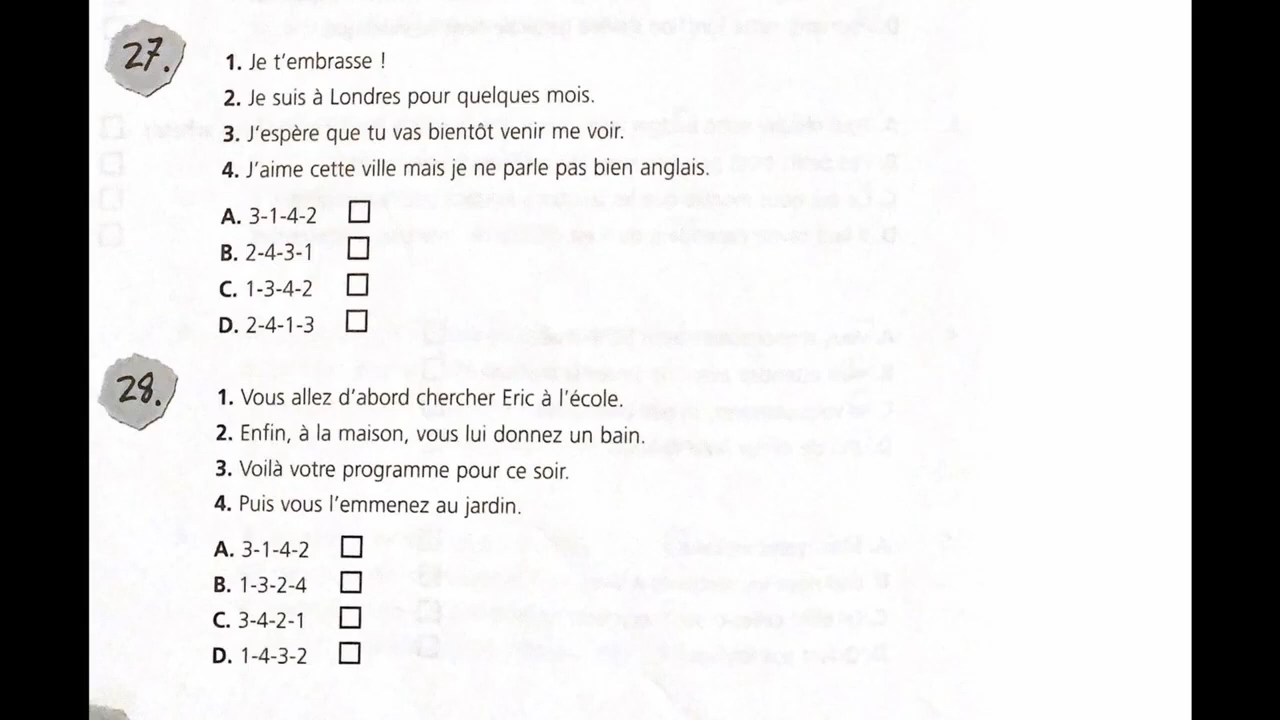 27.
1. Je t'embrasse !
2. Je suis à Londres pour quelques mois.
3. J'espère que tu vas bientôt venir me voir.
4. J'aime cette ville mais je ne parle pas bien anglais.
A. 3-1-4-2
B. 2-4-3-1
C. 1-3-4-2
D. 2-4-1-3
28.
1. Vous allez d'abord chercher Eric à l'école.
2. Enfin, à la maison, vous lui donnez un bain.
3. Voilà votre programme pour ce soir.
4. Puis vous l'emmenez au jardin.
A. 3-1-4-2
B. 1-3-2-4
C. 3-4-2-1
D. 1-4-3-2